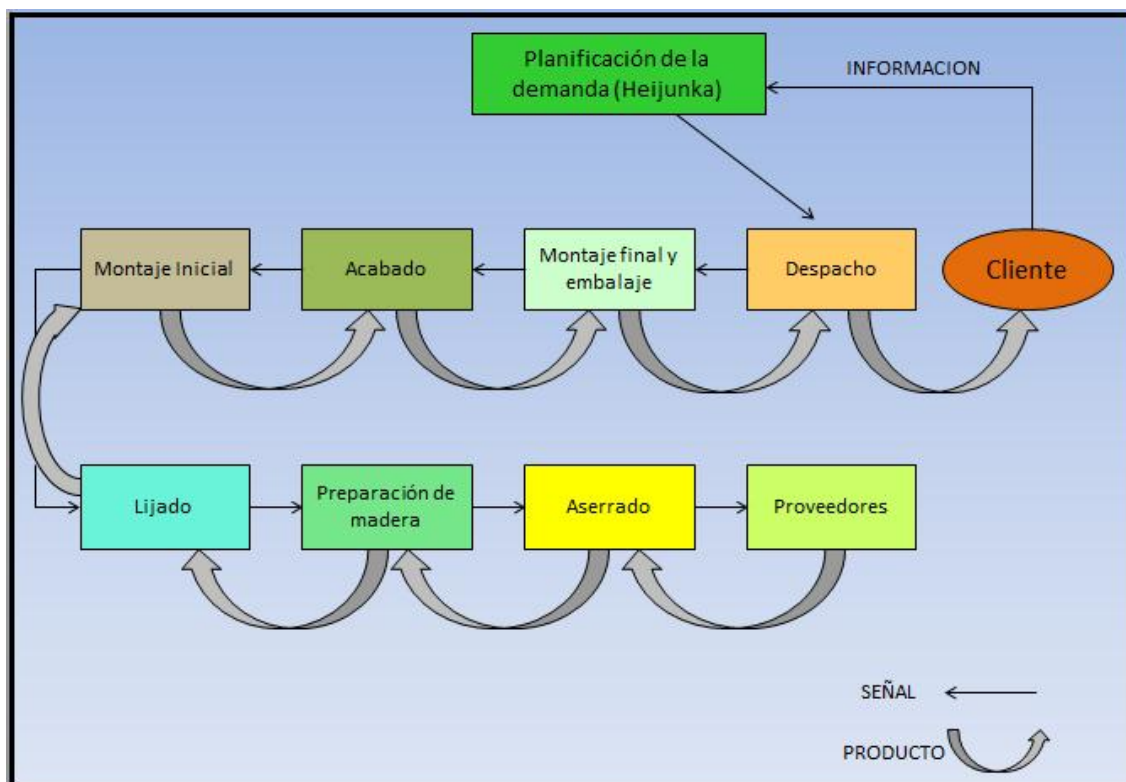 Planificación de la
demanda (Heijunka)
INFORMACION
Montaje Inicial
Acabado
Montaje final y
embalaje
Despacho
Cliente
Lijado
Preparación de
madera
Aserrado
Proveedores
SEÑAL
PRODUCTO